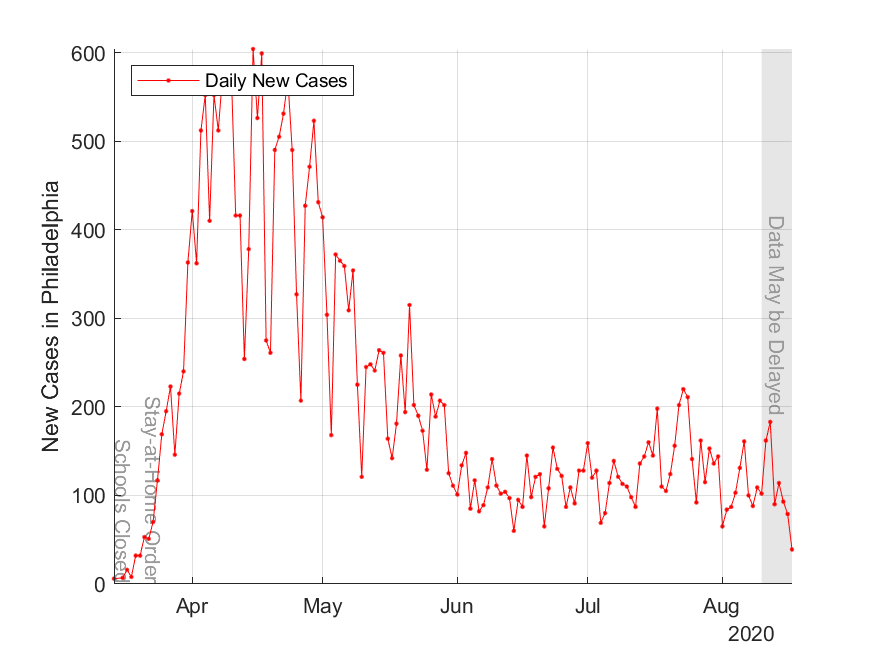 600
500
400
300
200
100
0
New Cases in Philadelphia
Daily New Cases
Schools Closed
Stay-at-Home Order
Data May be Delayed
Apr May Jun Jul Aug
2020